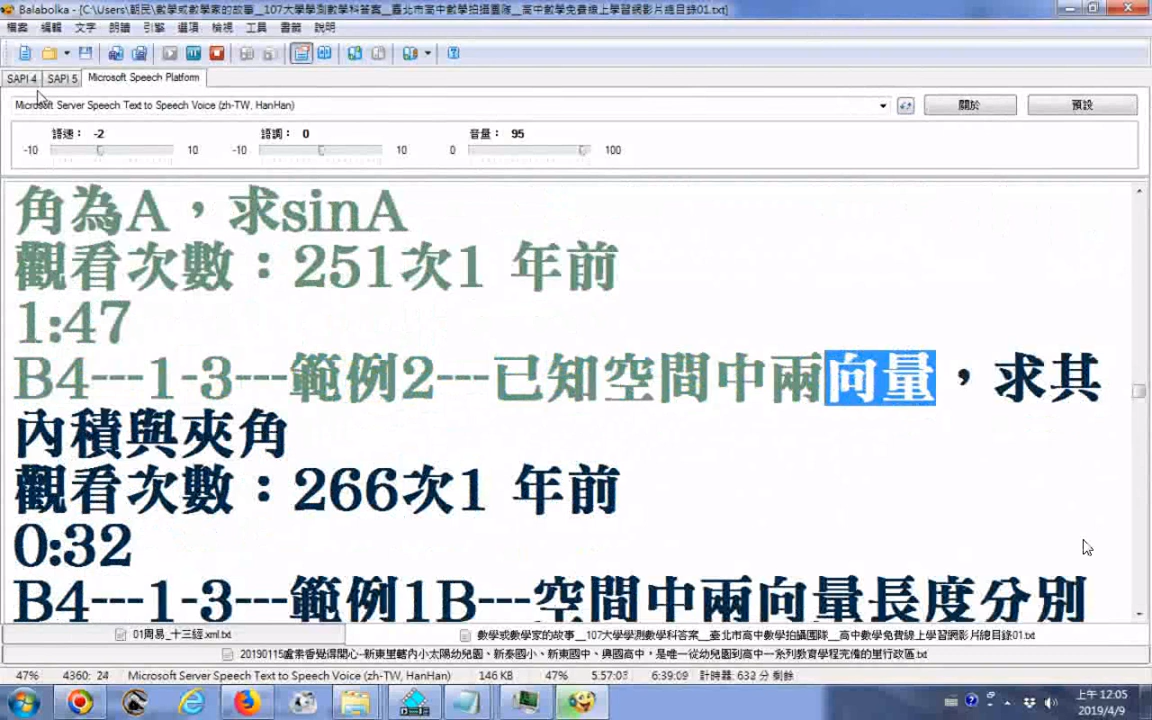 Balabolka - [C:\Users\朝民\數學或數學家的故事__107大學學測數學科答案__臺北市高中數學拍攝團隊__高中數學免費線上學習網影片總目錄01.txt]
檔案 編輯 文字 朗讀 引擎 選項 檢視 工具 書籤 說明
SAPI 4 SAPI 5 Microsoft Speech Platform
Microsoft Server Speech Text to Speech Voice (zh-TW, HanHan) 關於 預設
語速： -2 語調： 0 音量： 95
-10 10 -10 10 0 100
角為A，求sinA
觀看次數：251次1 年前
1:47
B4---1-3---範例2---已知空間中兩向量，求其
內積與夾角
觀看次數：266次1 年前
0:32
B4---1-3---範例1B---空間中兩向量長度分別
01周易_十三經.xml.txt 數學或數學家的故事__107大學學測數學科答案__臺北市高中數學拍攝團隊__高中數學免費線上學習網影片總目錄01.txt
20190115盧素香覺得開心-新東里轄內小太陽幼兒園、新泰國小、新東國中、興國高中，是唯一從幼兒園到高中一系列教育學程完備的里行政區.txt
47% 4360: 24 Microsoft Server Speech Text to Speech Voice (zh-TW, HanHan) 146 KB 47% 5:57:03 6:39:09 計時器: 632 分 剩餘
上午 12:05
2019/4/9